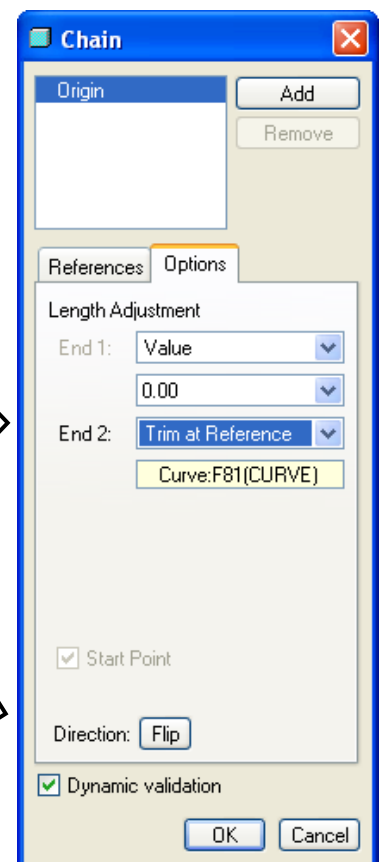 Chain
Origin
Add
Remove
References Options
Length Adjustment
End 1: Value
0.00
End 2: Trim at Reference
Curve:F81(CURVE)
Start Point
Direction: Flip
Dynamic validation
OK Cancel